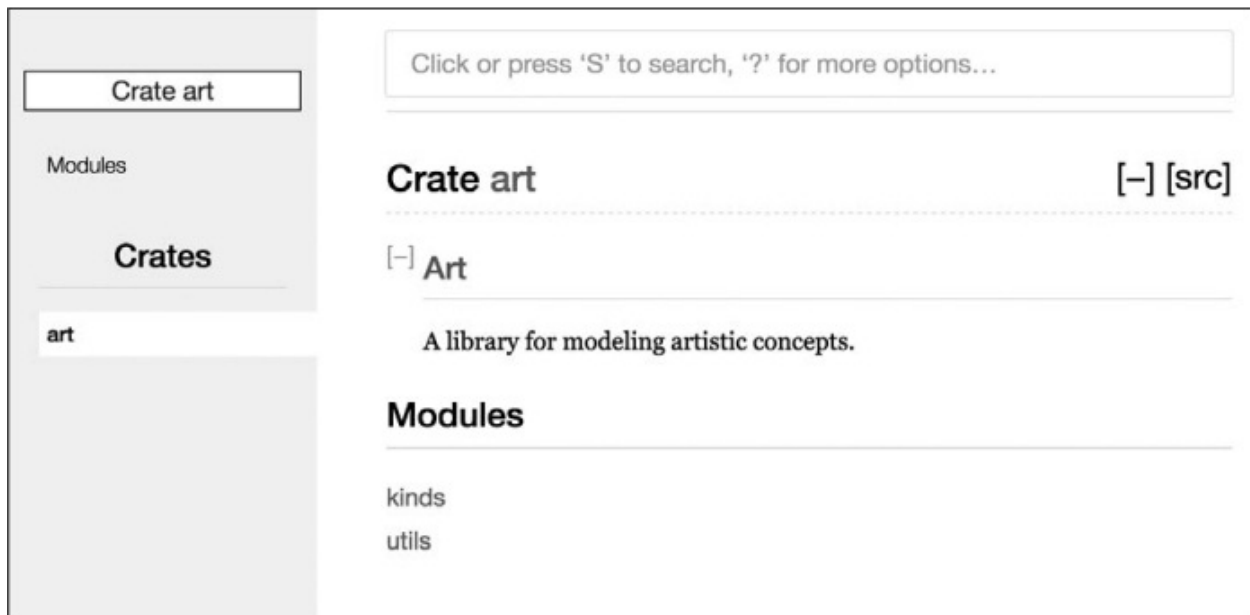 Crate art
Modules
Crates
art
Click or press ‘S’ to search, ‘?’ for more options…
Crate art
[–] [src]
[–] Art
A library for modeling artistic concepts.
Modules
kinds
utils